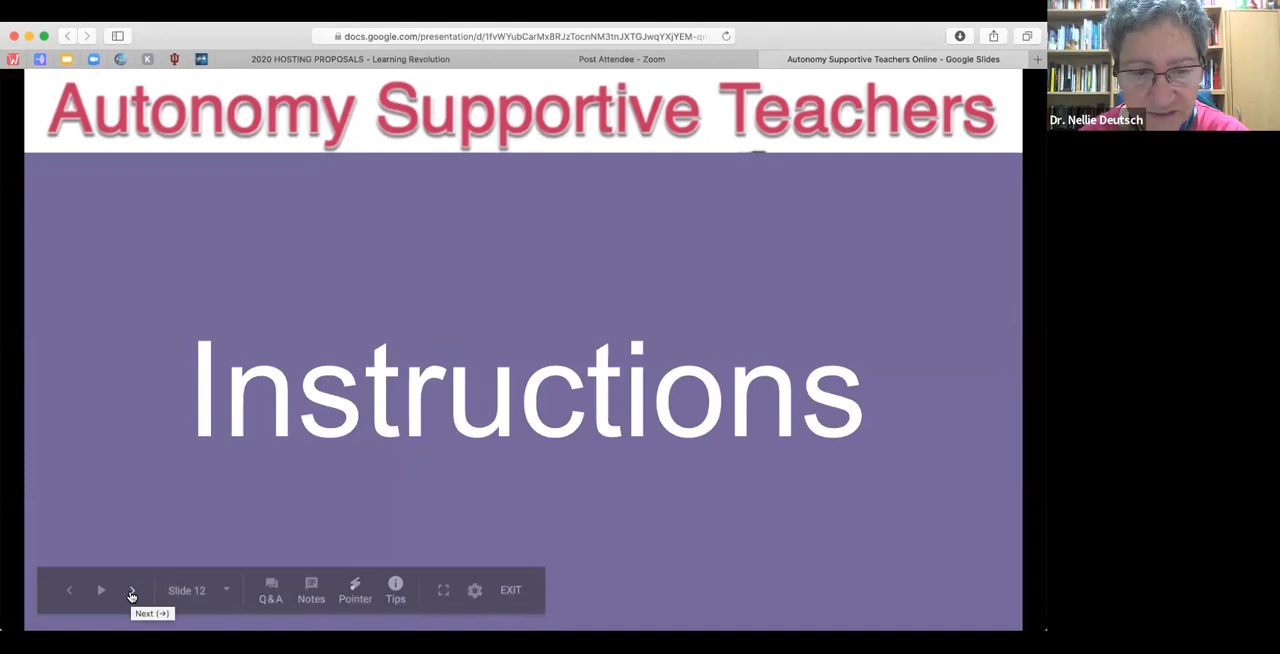 docs.google.com/presentation/d/1fvWYubCarMx8RJzTocnNM3tnJXTGJwqYXjYEM-
2020 HOSTING PROPOSALS - Learning Revolution
Post Attendee - Zoom
Autonomy Supportive Teachers Online - Google Slides
Autonomy Supportive Teachers
Dr. Nellie Deutsch
Instructions
Slide 12
Q&A
Notes
Pointer
Tips
EXIT
Next (→)